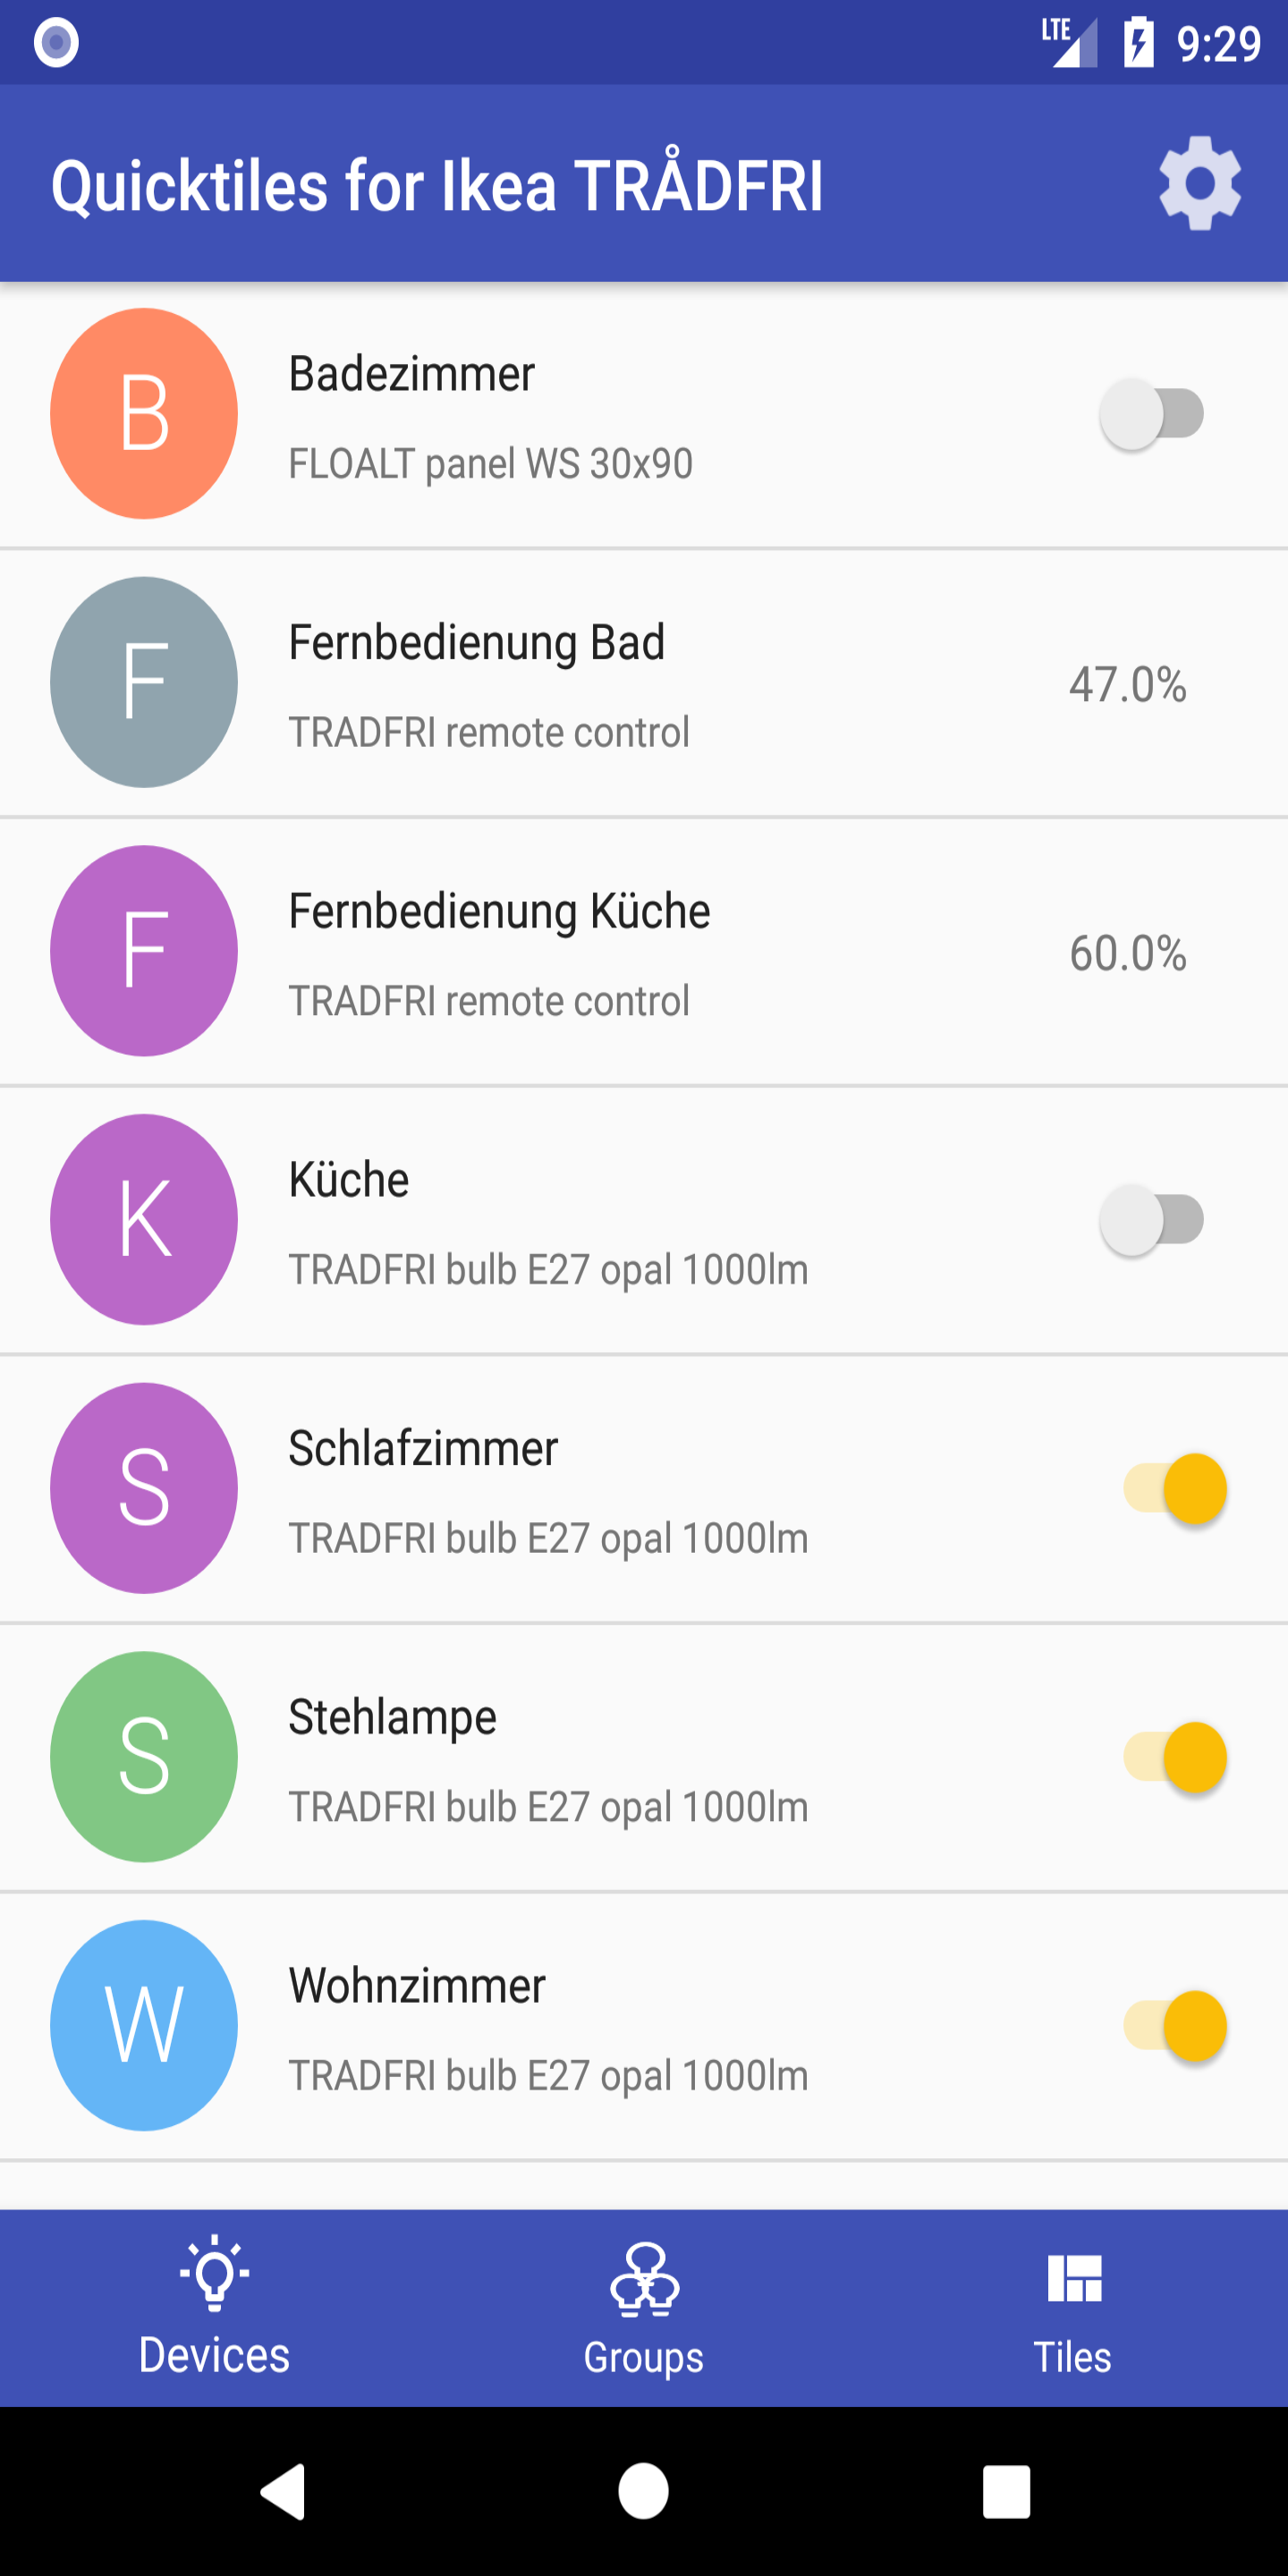 LTE 9:29
Quicktiles for Ikea TRÅDFRI
B
Badezimmer
FLOALT panel WS 30x90
F
Fernbedienung Bad
TRADFRI remote control
47.0%
F
Fernbedienung Küche
TRADFRI remote control
60.0%
K
Küche
TRADFRI bulb E27 opal 1000lm
S
Schlafzimmer
TRADFRI bulb E27 opal 1000lm
S
Stehlampe
TRADFRI bulb E27 opal 1000lm
W
Wohnzimmer
TRADFRI bulb E27 opal 1000lm
Devices Groups Tiles